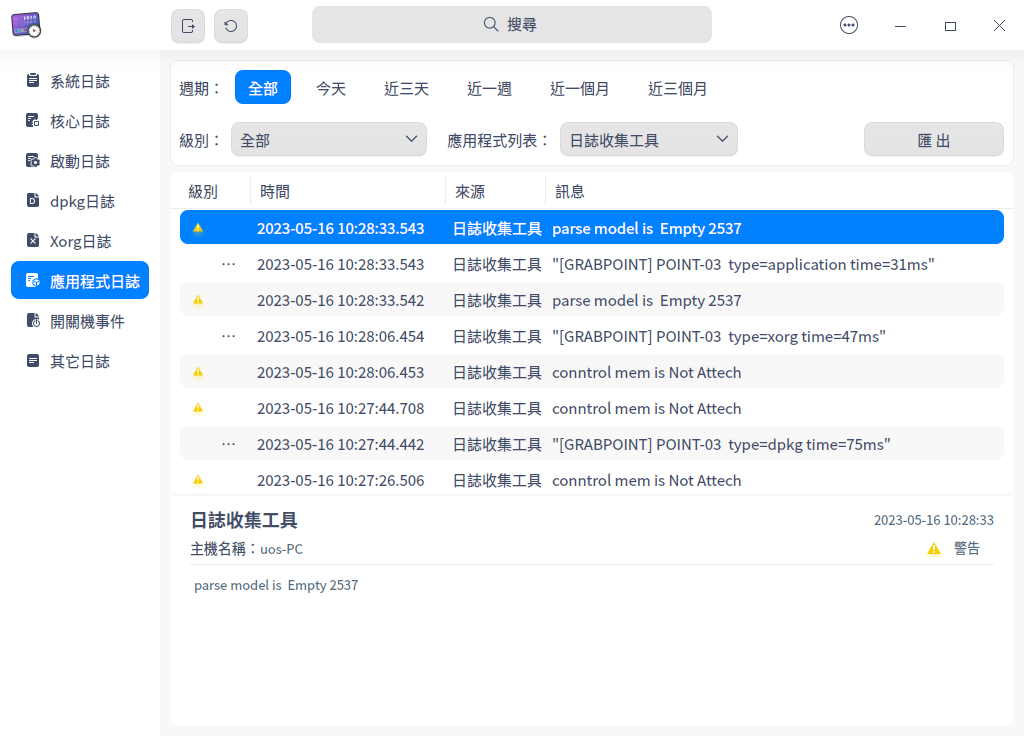 搜尋
系統日誌
核心日誌
啟動日誌
dpkg日誌
Xorg日誌
應用程式日誌
開關機事件
其它日誌
週期： 全部 今天 近三天 近一週 近一個月 近三個月
級別： 全部 應用程式列表： 日誌收集工具 匯出
級別 時間 來源 訊息
2023-05-16 10:28:33.543 日誌收集工具 parse model is  Empty 2537
... 2023-05-16 10:28:33.543 日誌收集工具 "[GRABPOINT] POINT-03  type=application time=31ms"
2023-05-16 10:28:33.542 日誌收集工具 parse model is  Empty 2537
... 2023-05-16 10:28:06.454 日誌收集工具 "[GRABPOINT] POINT-03  type=xorg time=47ms"
2023-05-16 10:28:06.453 日誌收集工具 conntrol mem is Not Attech
2023-05-16 10:27:44.708 日誌收集工具 conntrol mem is Not Attech
... 2023-05-16 10:27:44.442 日誌收集工具 "[GRABPOINT] POINT-03  type=dpkg time=75ms"
2023-05-16 10:27:26.506 日誌收集工具 conntrol mem is Not Attech
日誌收集工具 2023-05-16 10:28:33
主機名稱：uos-PC 警告
parse model is  Empty 2537